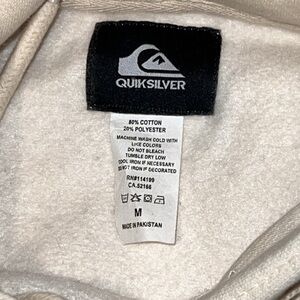 QUIKSILVER
80% COTTON
20% POLYESTER
MACHINE WASH COLD WITH
LIKE COLORS
DO NOT BLEACH
TUMBLE DRY LOW
COOL IRON IF NECESSARY
DO NOT IRON IF DECORATED
RN#114199
CA.52166
M
MADE IN PAKISTAN